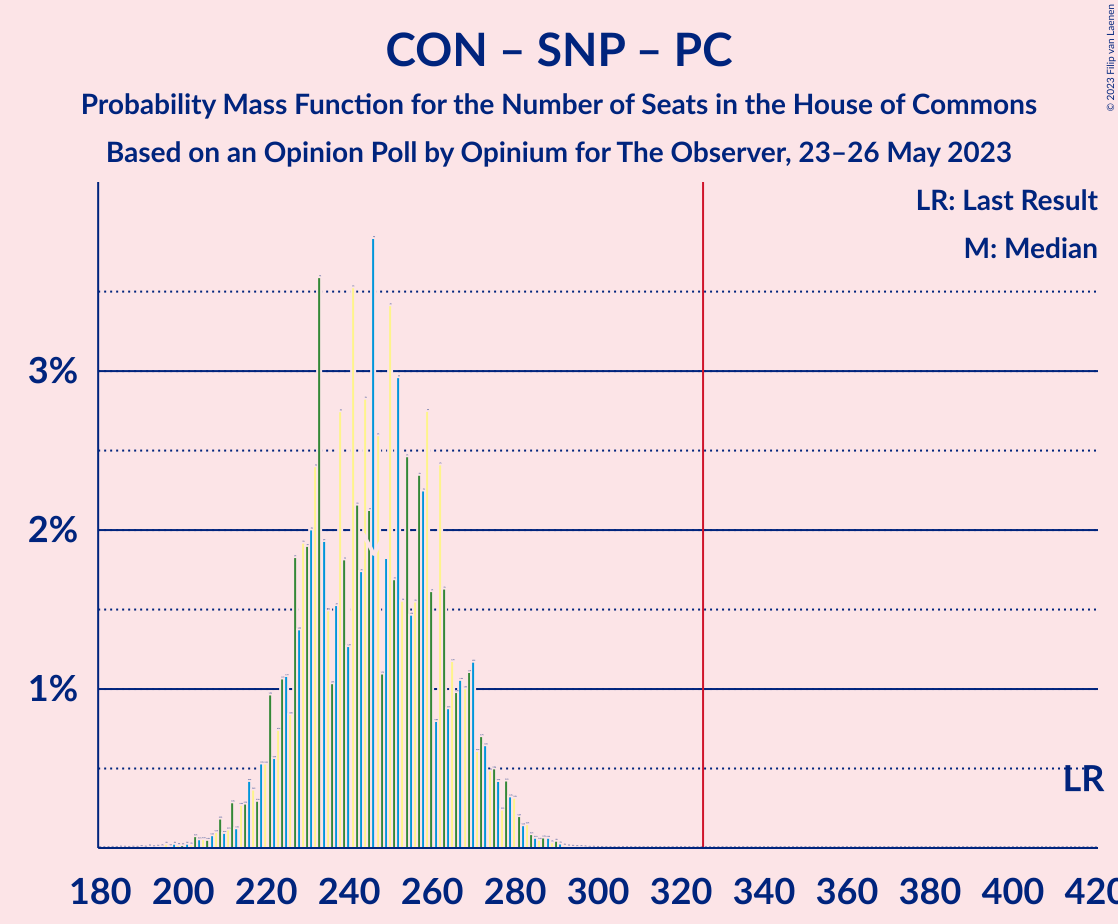 CON – SNP – PC
Probability Mass Function for the Number of Seats in the House of Commons
Based on an Opinion Poll by Opinium for The Observer, 23–26 May 2023
© 2023 Filip van Laenen
LR: Last Result
M: Median
3%
2%
1%
LR
180 200 220 240 260 280 300 320 340 360 380 400 420